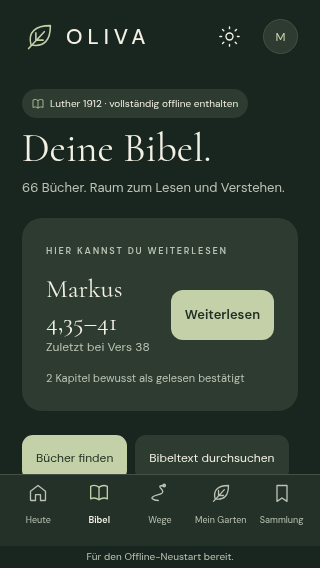 OLIVA
M
Luther 1912 · vollständig offline enthalten
Deine Bibel.
66 Bücher. Raum zum Lesen und Verstehen.
HIER KANNST DU WEITERLESEN
Markus
4,35–41
Weiterlesen
Zuletzt bei Vers 38
2 Kapitel bewusst als gelesen bestätigt
Bücher finden
Bibeltext durchsuchen
Heute
Bibel
Wege
Mein Garten
Sammlung
Für den Offline-Neustart bereit.